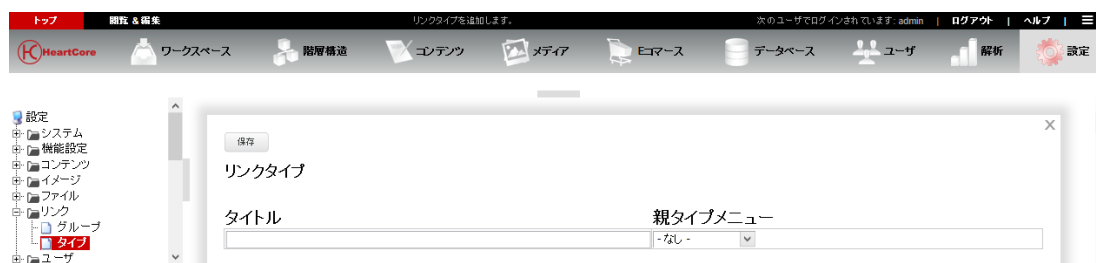 トップ 閲覧 & 編集 リンクタイプを追加します。 次のユーザでログインされています: admin | ログアウト | ヘルプ |
HeartCore ワークスペース 階層構造 コンテンツ メディア Eコマース データベース ユーザ 解析 設定
設定
システム
機能設定
コンテンツ
イメージ
ファイル
リンク
グループ
タイプ
ユーザ
X
保存
リンクタイプ
タイトル 親タイプメニュー
- なし -